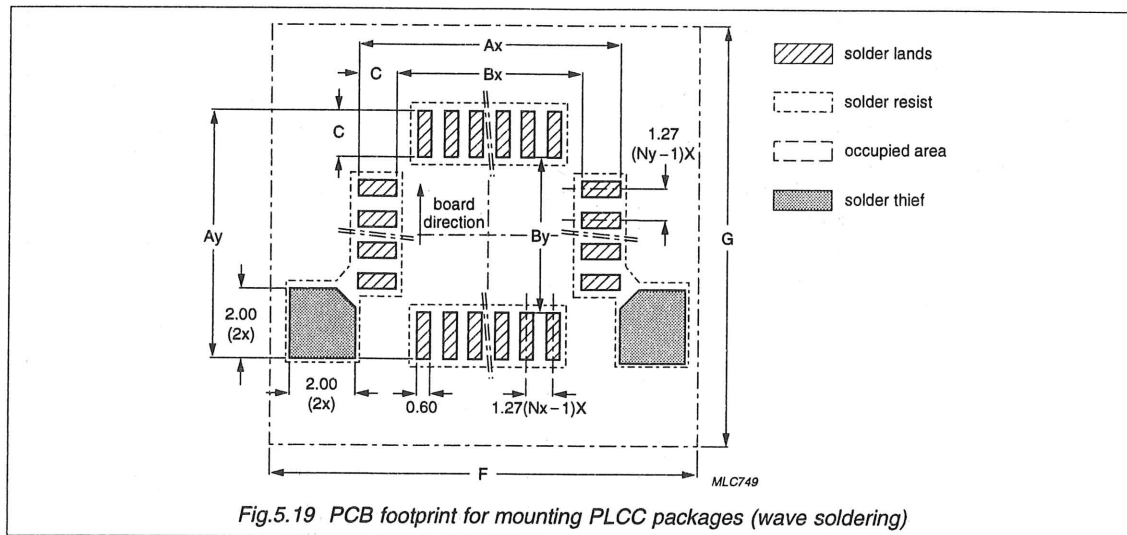 Ax
C
Bx
C
1.27
(Ny–1)X
board
direction
Ay
By
G
2.00
(2x)
2.00
(2x)
0.60
1.27(Nx–1)X
F
MLC749
solder lands
solder resist
occupied area
solder thief
Fig.5.19 PCB footprint for mounting PLCC packages (wave soldering)